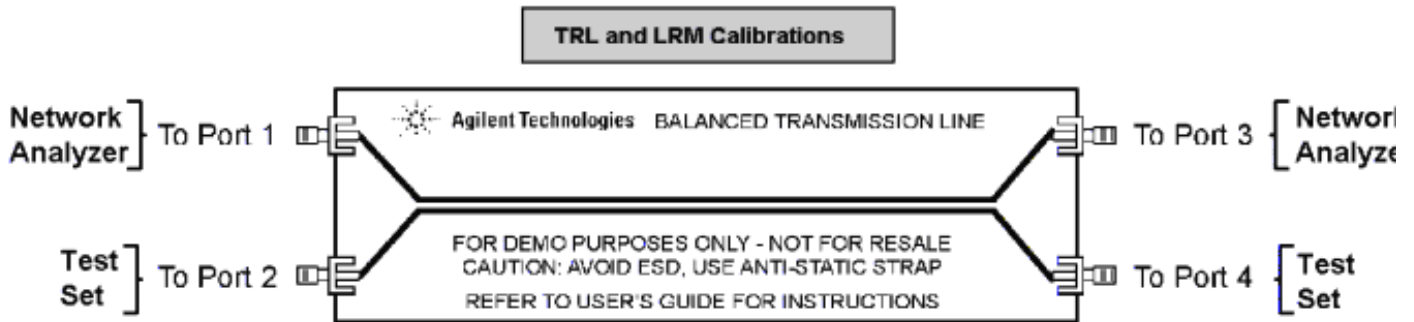 TRL and LRM Calibrations
Network
Analyzer
To Port 1
Agilent Technologies BALANCED TRANSMISSION LINE
To Port 3
Test
Set
To Port 2
FOR DEMO PURPOSES ONLY - NOT FOR RESALE
CAUTION: AVOID ESD, USE ANTI-STATIC STRAP
REFER TO USER'S GUIDE FOR INSTRUCTIONS
To Port 4
Test
Set